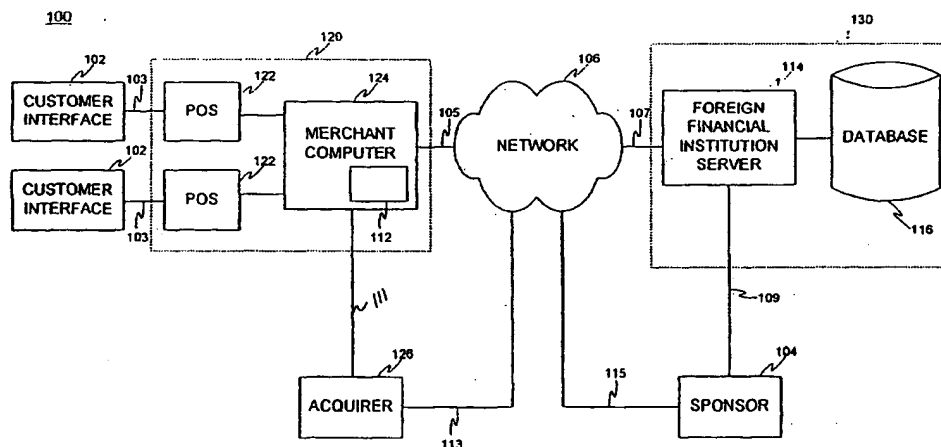 100
120
130
102
103
122
124
106
114
CUSTOMER
INTERFACE
POS
MERCHANT
COMPUTER
105
NETWORK
107
FOREIGN
FINANCIAL
INSTITUTION
SERVER
DATABASE
102
122
CUSTOMER
INTERFACE
POS
103
112
116
111
109
126
104
ACQUIRER
113
115
SPONSOR